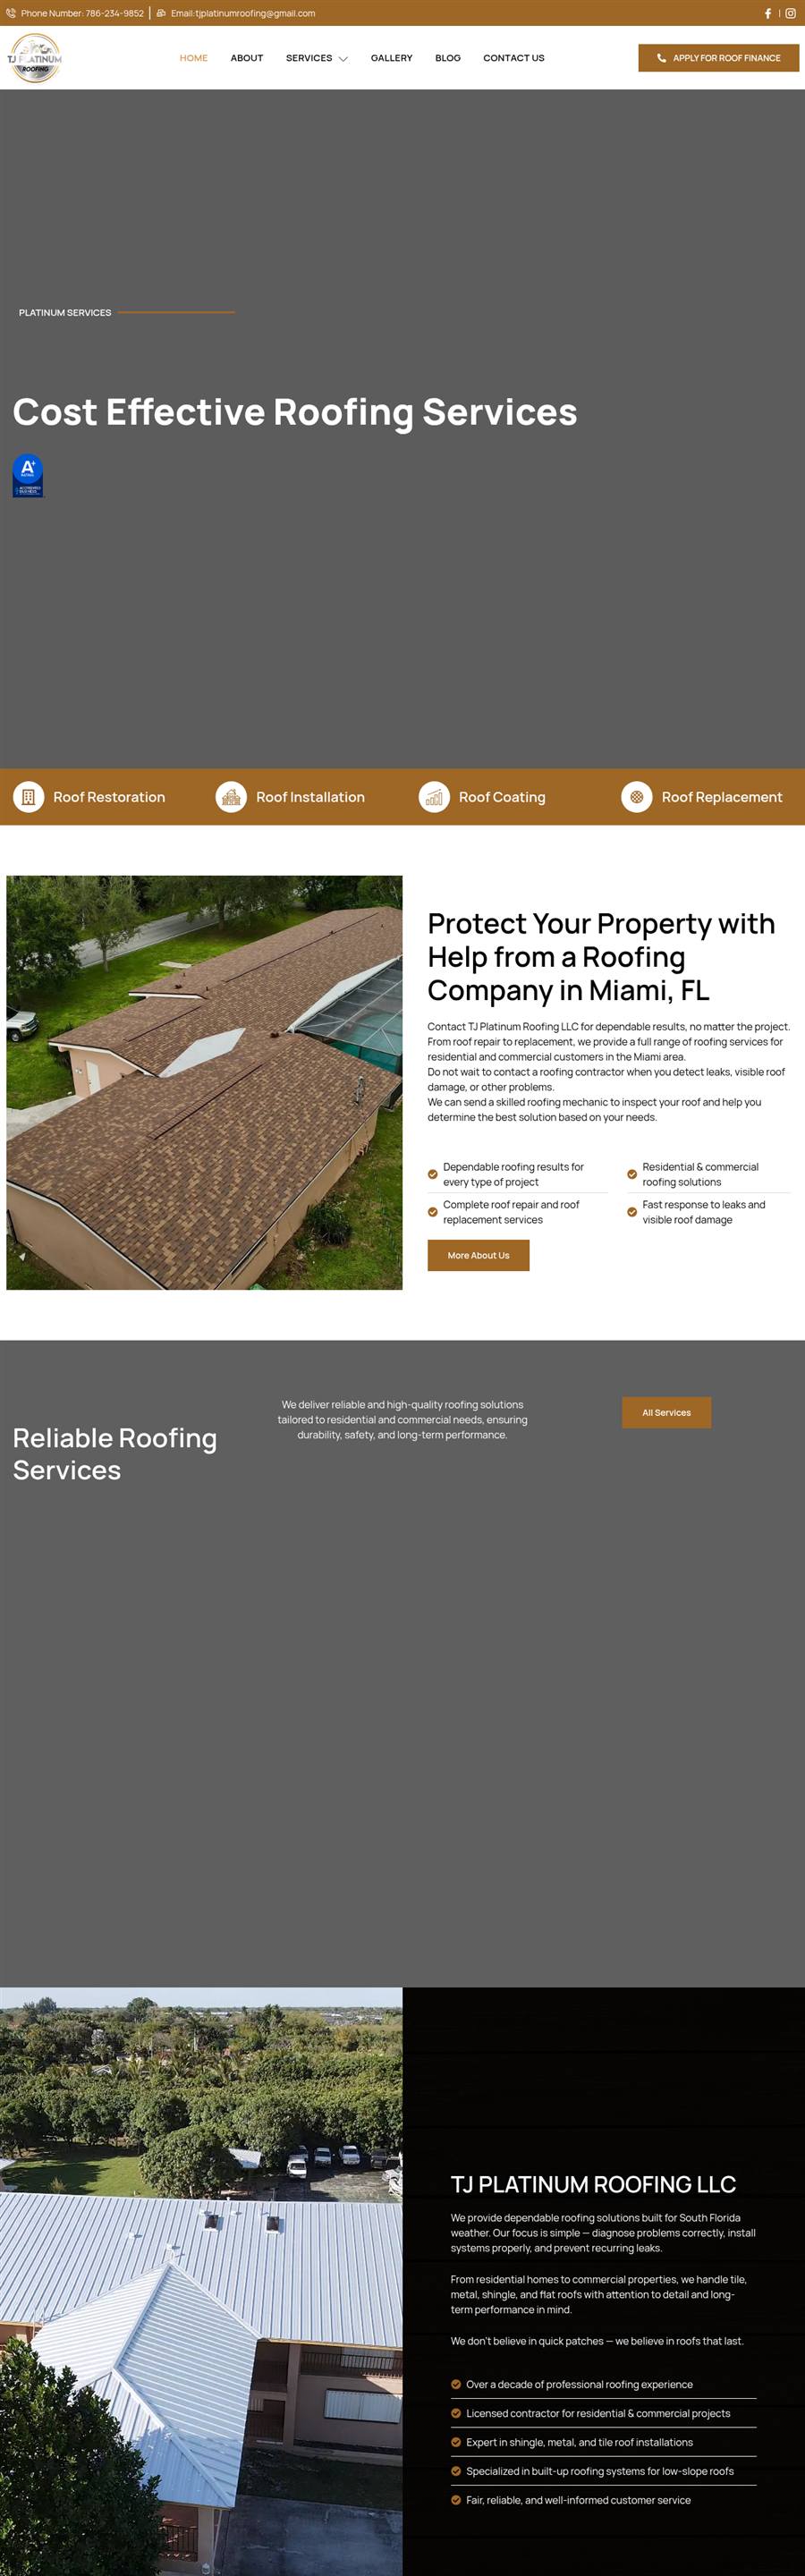 Phone Number: 786-234-9852
Email:tjplatinumroofing@gmail.com
TJ PLATINUM
ROOFING
HOME
ABOUT
SERVICES
GALLERY
BLOG
CONTACT US
APPLY FOR ROOF FINANCE
PLATINUM SERVICES
Cost Effective Roofing Services
A+
Roof Restoration
Roof Installation
Roof Coating
Roof Replacement
Protect Your Property with
Help from a Roofing
Company in Miami, FL
Contact TJ Platinum Roofing LLC for dependable results, no matter the project.
From roof repair to replacement, we provide a full range of roofing services for
residential and commercial customers in the Miami area.
Do not wait to contact a roofing contractor when you detect leaks, visible roof
damage, or other problems.
We can send a skilled roofing mechanic to inspect your roof and help you
determine the best solution based on your needs.
Dependable roofing results for
every type of project
Residential & commercial
roofing solutions
Complete roof repair and roof
replacement services
Fast response to leaks and
visible roof damage
More About Us
Reliable Roofing
Services
We deliver reliable and high-quality roofing solutions
tailored to residential and commercial needs, ensuring
durability, safety, and long-term performance.
All Services
TJ PLATINUM ROOFING LLC
We provide dependable roofing solutions built for South Florida
weather. Our focus is simple — diagnose problems correctly, install
systems properly, and prevent recurring leaks.
From residential homes to commercial properties, we handle tile,
metal, shingle, and flat roofs with attention to detail and long-
term performance in mind.
We don't believe in quick patches — we believe in roofs that last.
Over a decade of professional roofing experience
Licensed contractor for residential & commercial projects
Expert in shingle, metal, and tile roof installations
Specialized in built-up roofing systems for low-slope roofs
Fair, reliable, and well-informed customer service